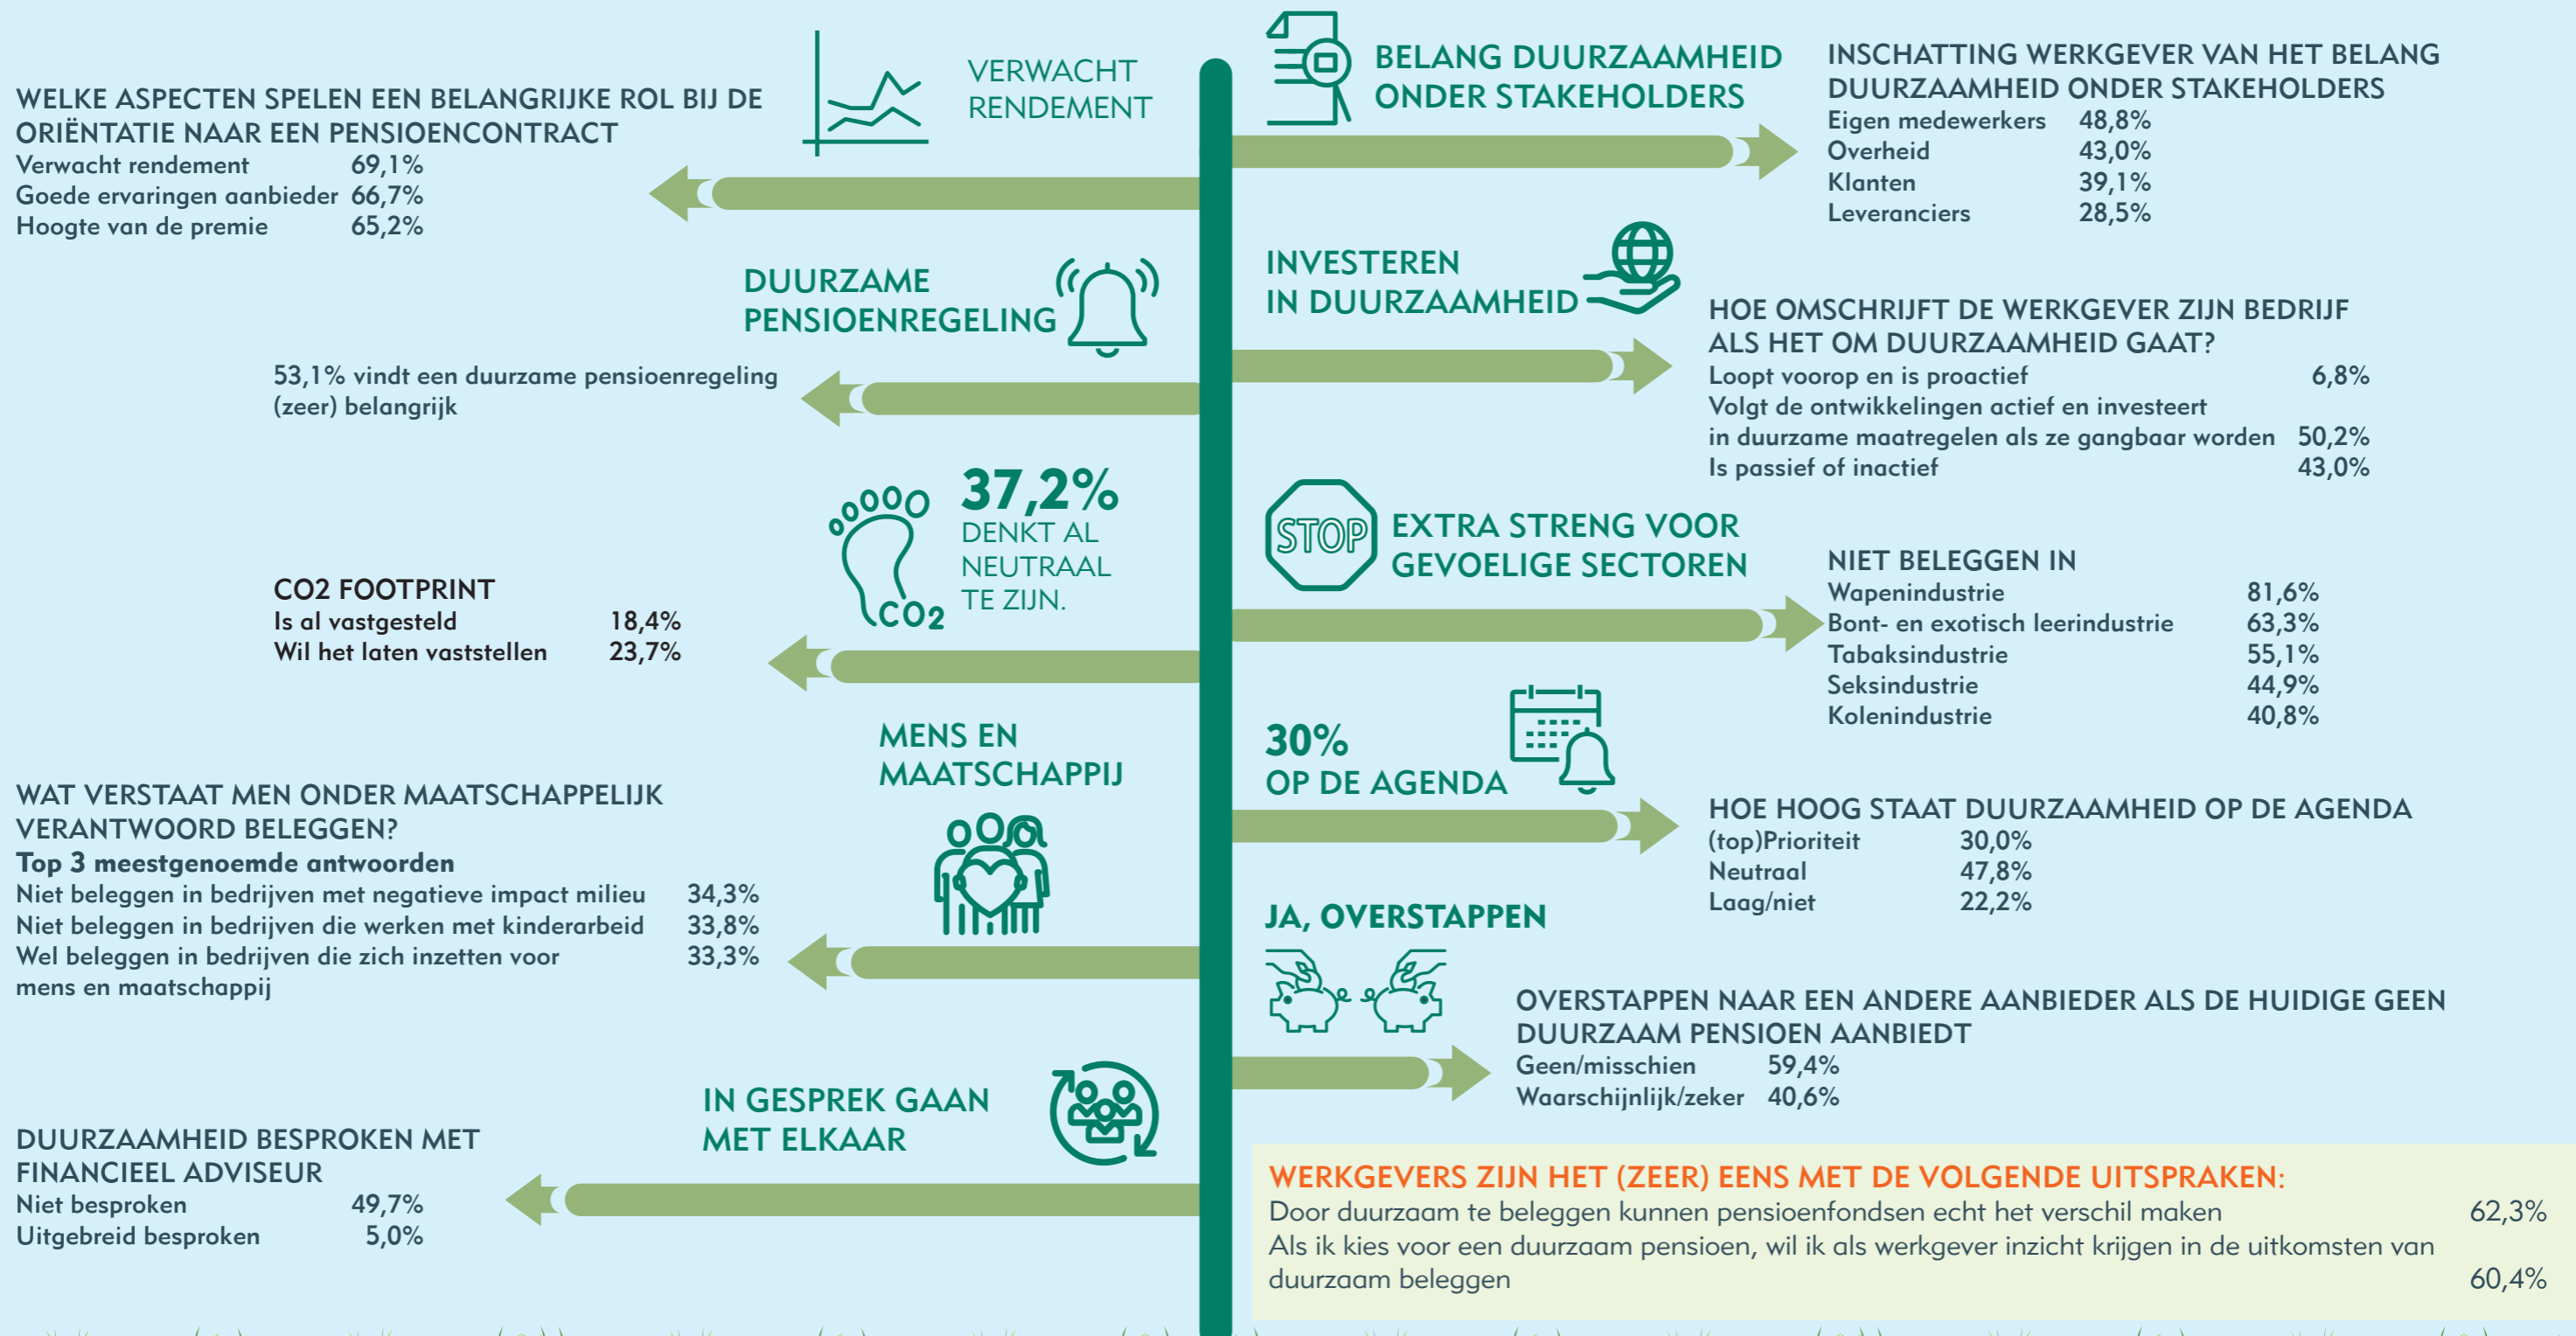 VERWACHT
RENDEMENT
WELKE ASPECTEN SPELEN EEN BELANGRIJKE ROL BIJ DE
ORIËNTATIE NAAR EEN PENSIOENCONTRACT
Verwacht rendement 69,1%
Goede ervaringen aanbieder 66,7%
Hoogte van de premie 65,2%
DUURZAME
PENSIOENREGELING
53,1% vindt een duurzame pensioenregeling
(zeer) belangrijk
37,2%
DENKT AL
NEUTRAAL
TE ZIJN.
CO2
CO2 FOOTPRINT
Is al vastgesteld 18,4%
Wil het laten vaststellen 23,7%
MENS EN
MAATSCHAPPIJ
WAT VERSTAAT MEN ONDER MAATSCHAPPELIJK
VERANTWOORD BELEGGEN?
Top 3 meestgenoemde antwoorden
Niet beleggen in bedrijven met negatieve impact milieu 34,3%
Niet beleggen in bedrijven die werken met kinderarbeid 33,8%
Wel beleggen in bedrijven die zich inzetten voor 33,3%
mens en maatschappij
IN GESPREK GAAN
MET ELKAAR
DUURZAAMHEID BESPROKEN MET
FINANCIEEL ADVISEUR
Niet besproken 49,7%
Uitgebreid besproken 5,0%
BELANG DUURZAAMHEID
ONDER STAKEHOLDERS
INSCHATTING WERKGEVER VAN HET BELANG
DUURZAAMHEID ONDER STAKEHOLDERS
Eigen medewerkers 48,8%
Overheid 43,0%
Klanten 39,1%
Leveranciers 28,5%
INVESTEREN
IN DUURZAAMHEID
HOE OMSCHRIJFT DE WERKGEVER ZIJN BEDRIJF
ALS HET OM DUURZAAMHEID GAAT?
Loopt voorop en is proactief 6,8%
Volgt de ontwikkelingen actief en investeert
in duurzame maatregelen als ze gangbaar worden 50,2%
Is passief of inactief 43,0%
STOP
EXTRA STRENG VOOR
GEVOELIGE SECTOREN
NIET BELEGGEN IN
Wapenindustrie 81,6%
Bont- en exotisch leerindustrie 63,3%
Tabaksindustrie 55,1%
Seksindustrie 44,9%
Kolenindustrie 40,8%
30%
OP DE AGENDA
HOE HOOG STAAT DUURZAAMHEID OP DE AGENDA
(top)Prioriteit 30,0%
Neutraal 47,8%
Laag/niet 22,2%
JA, OVERSTAPPEN
OVERSTAPPEN NAAR EEN ANDERE AANBIEDER ALS DE HUIDIGE GEEN
DUURZAAM PENSIOEN AANBIEDT
Geen/misschien 59,4%
Waarschijnlijk/zeker 40,6%
WERKGEVERS ZIJN HET (ZEER) EENS MET DE VOLGENDE UITSPRAKEN:
Door duurzaam te beleggen kunnen pensioenfondsen echt het verschil maken 62,3%
Als ik kies voor een duurzaam pensioen, wil ik als werkgever inzicht krijgen in de uitkomsten van
duurzaam beleggen 60,4%